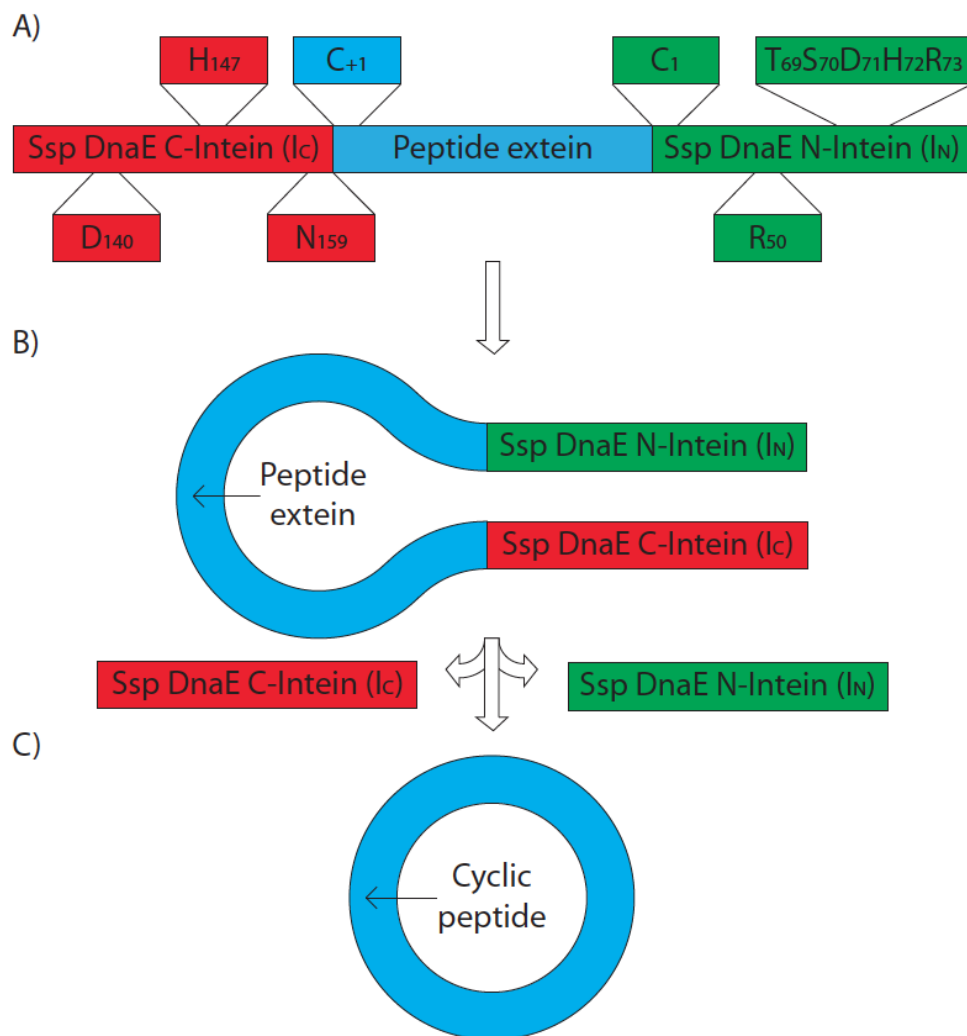 A)
H147 C+1 C1 T69S70D71H72R73
Ssp DnaE C-Intein (IC) Peptide extein Ssp DnaE N-Intein (IN)
D140 N159 R50
B)
Ssp DnaE N-Intein (IN)
Peptide
extein
Ssp DnaE C-Intein (IC)
Ssp DnaE C-Intein (IC) Ssp DnaE N-Intein (IN)
C)
Cyclic
peptide